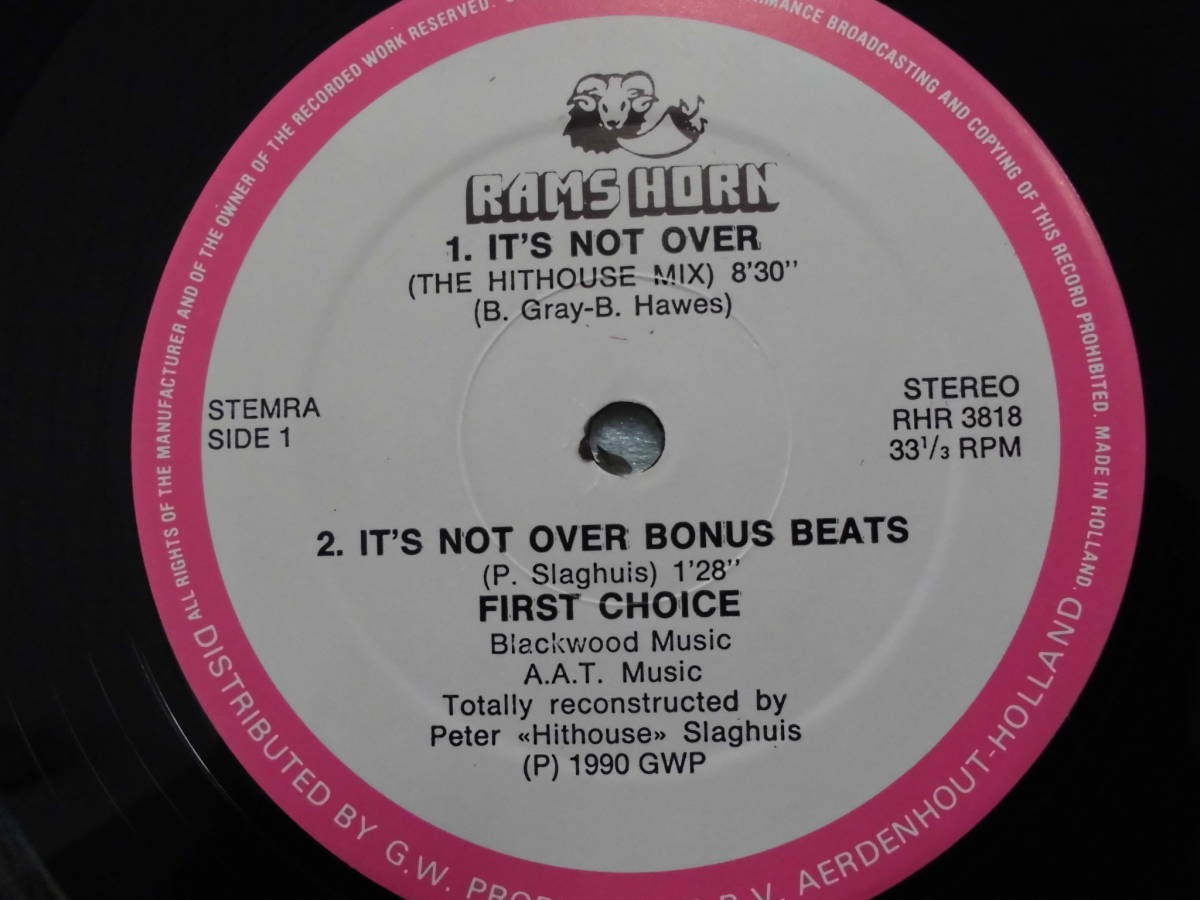 RAMS HORN
1. IT'S NOT OVER
(THE HITHOUSE MIX) 8'30"
(B. Gray-B. Hawes)
STEMRA
SIDE 1
STEREO
RHR 3818
33 1/3 RPM
2. IT'S NOT OVER BONUS BEATS
(P. Slaghuis) 1'28"
FIRST CHOICE
Blackwood Music
A.A.T. Music
Totally reconstructed by
Peter «Hithouse» Slaghuis
(P) 1990 GWP
ALL RIGHTS OF THE MANUFACTURER AND OF THE OWNER OF THE RECORDED WORK RESERVED. BROADCASTING AND COPYING OF THIS RECORD PROHIBITED. MADE IN HOLLAND.
DISTRIBUTED BY G.W. AERDENHOUT-HOLLAND